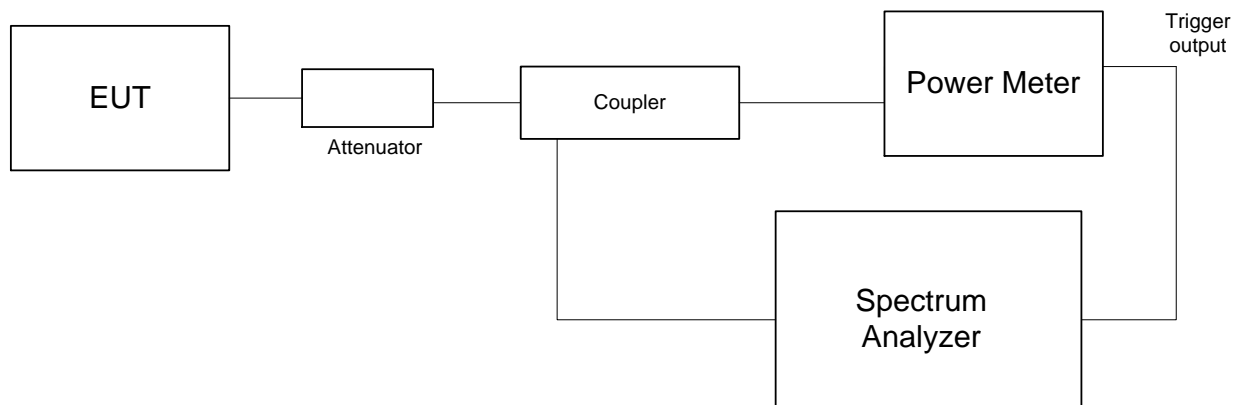 Trigger
output
EUT
Attenuator
Coupler
Power Meter
Spectrum
Analyzer